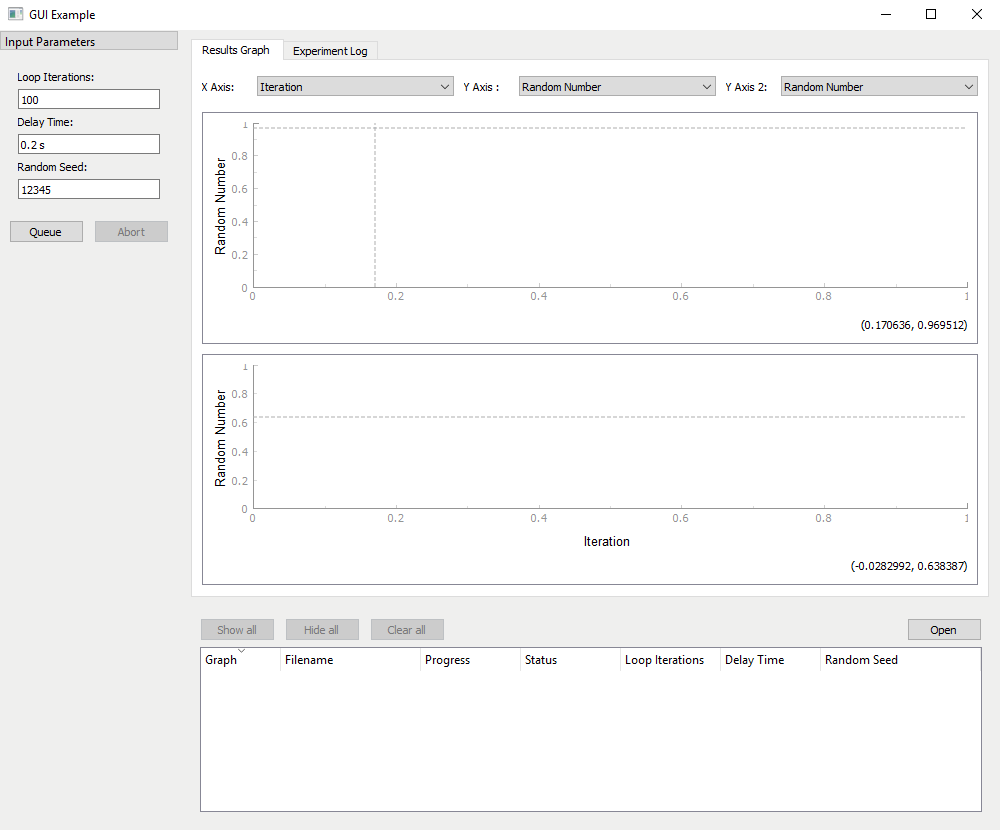 GUI Example
Input Parameters
Loop Iterations:
100
Delay Time:
0.2 s
Random Seed:
12345
Queue Abort
Results Graph Experiment Log
X Axis: Iteration Y Axis : Random Number Y Axis 2: Random Number
Random Number
1
0.8
0.6
0.4
0.2
0
0 0.2 0.4 0.6 0.8 1
(0.170636, 0.969512)
Random Number
1
0.8
0.6
0.4
0.2
0
0 0.2 0.4 0.6 0.8 1
Iteration
(-0.0282992, 0.638387)
Show all Hide all Clear all Open
Graph Filename Progress Status Loop Iterations Delay Time Random Seed